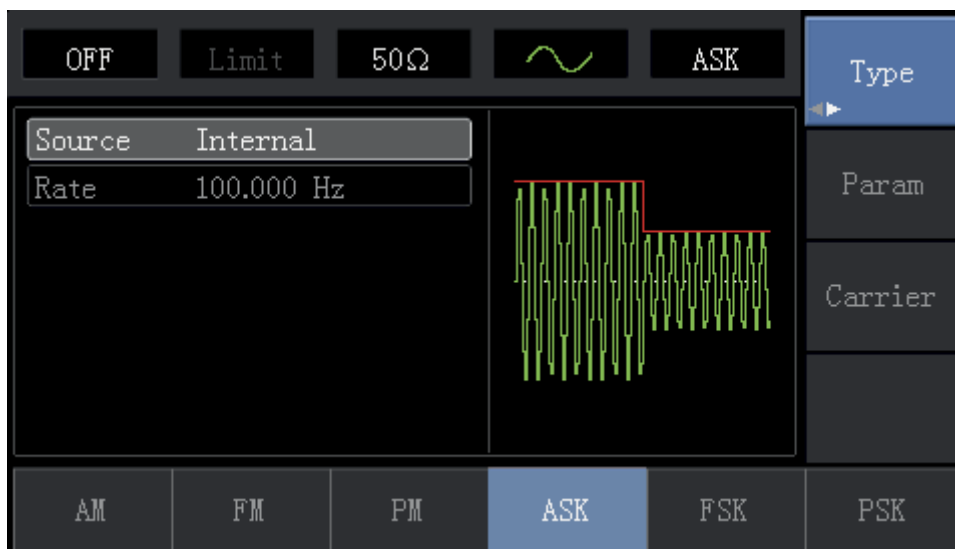 OFF Limit 50Ω ASK
Type
Source Internal
Rate 100.000 Hz
Param
Carrier
AM FM PM ASK FSK PSK